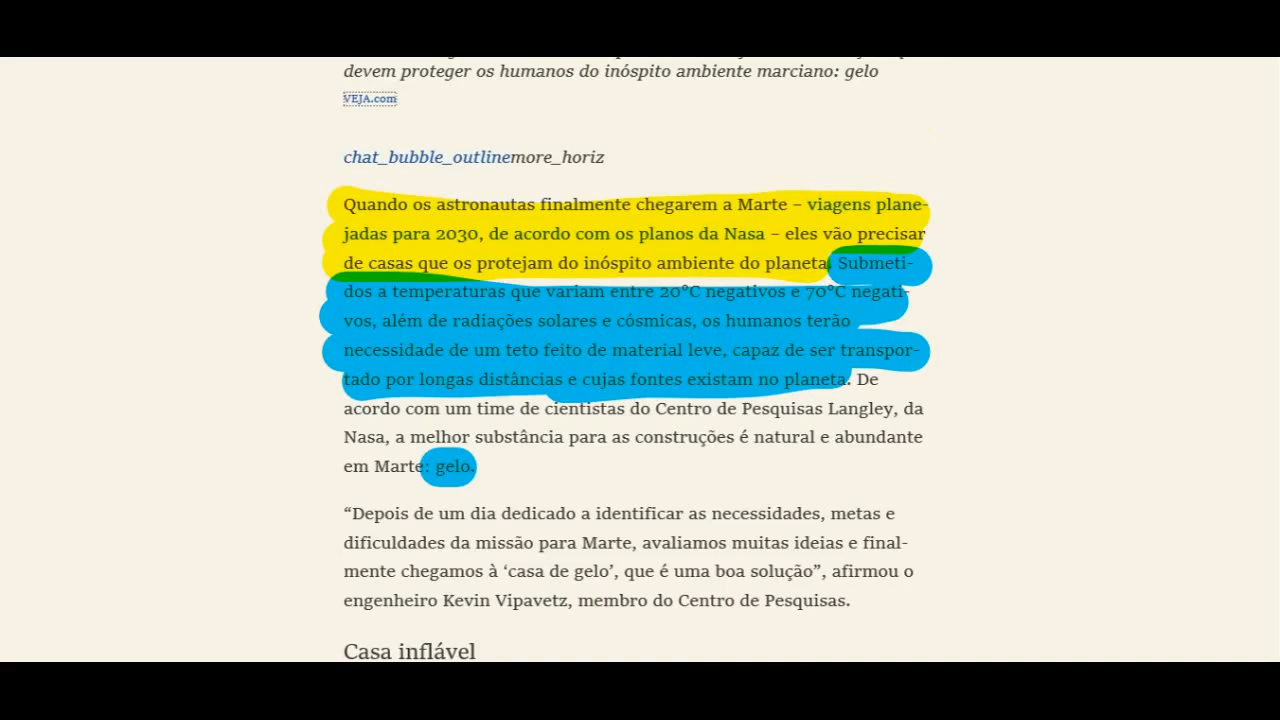 devem proteger os humanos do inóspito ambiente marciano: gelo
VEJA.com
chat_bubble_outlinemore_horiz
Quando os astronautas finalmente chegarem a Marte – viagens plane-
jadas para 2030, de acordo com os planos da Nasa – eles vão precisar
de casas que os protejam do inóspito ambiente do planeta. Submeti-
dos a temperaturas que variam entre 20°C negativos e 70°C negati-
vos, além de radiações solares e cósmicas, os humanos terão
necessidade de um teto feito de material leve, capaz de ser transpor-
tado por longas distâncias e cujas fontes existam no planeta. De
acordo com um time de cientistas do Centro de Pesquisas Langley, da
Nasa, a melhor substância para as construções é natural e abundante
em Marte: gelo.
“Depois de um dia dedicado a identificar as necessidades, metas e
dificuldades da missão para Marte, avaliamos muitas ideias e final-
mente chegamos à ‘casa de gelo’, que é uma boa solução”, afirmou o
engenheiro Kevin Vipavetz, membro do Centro de Pesquisas.
Casa inflável